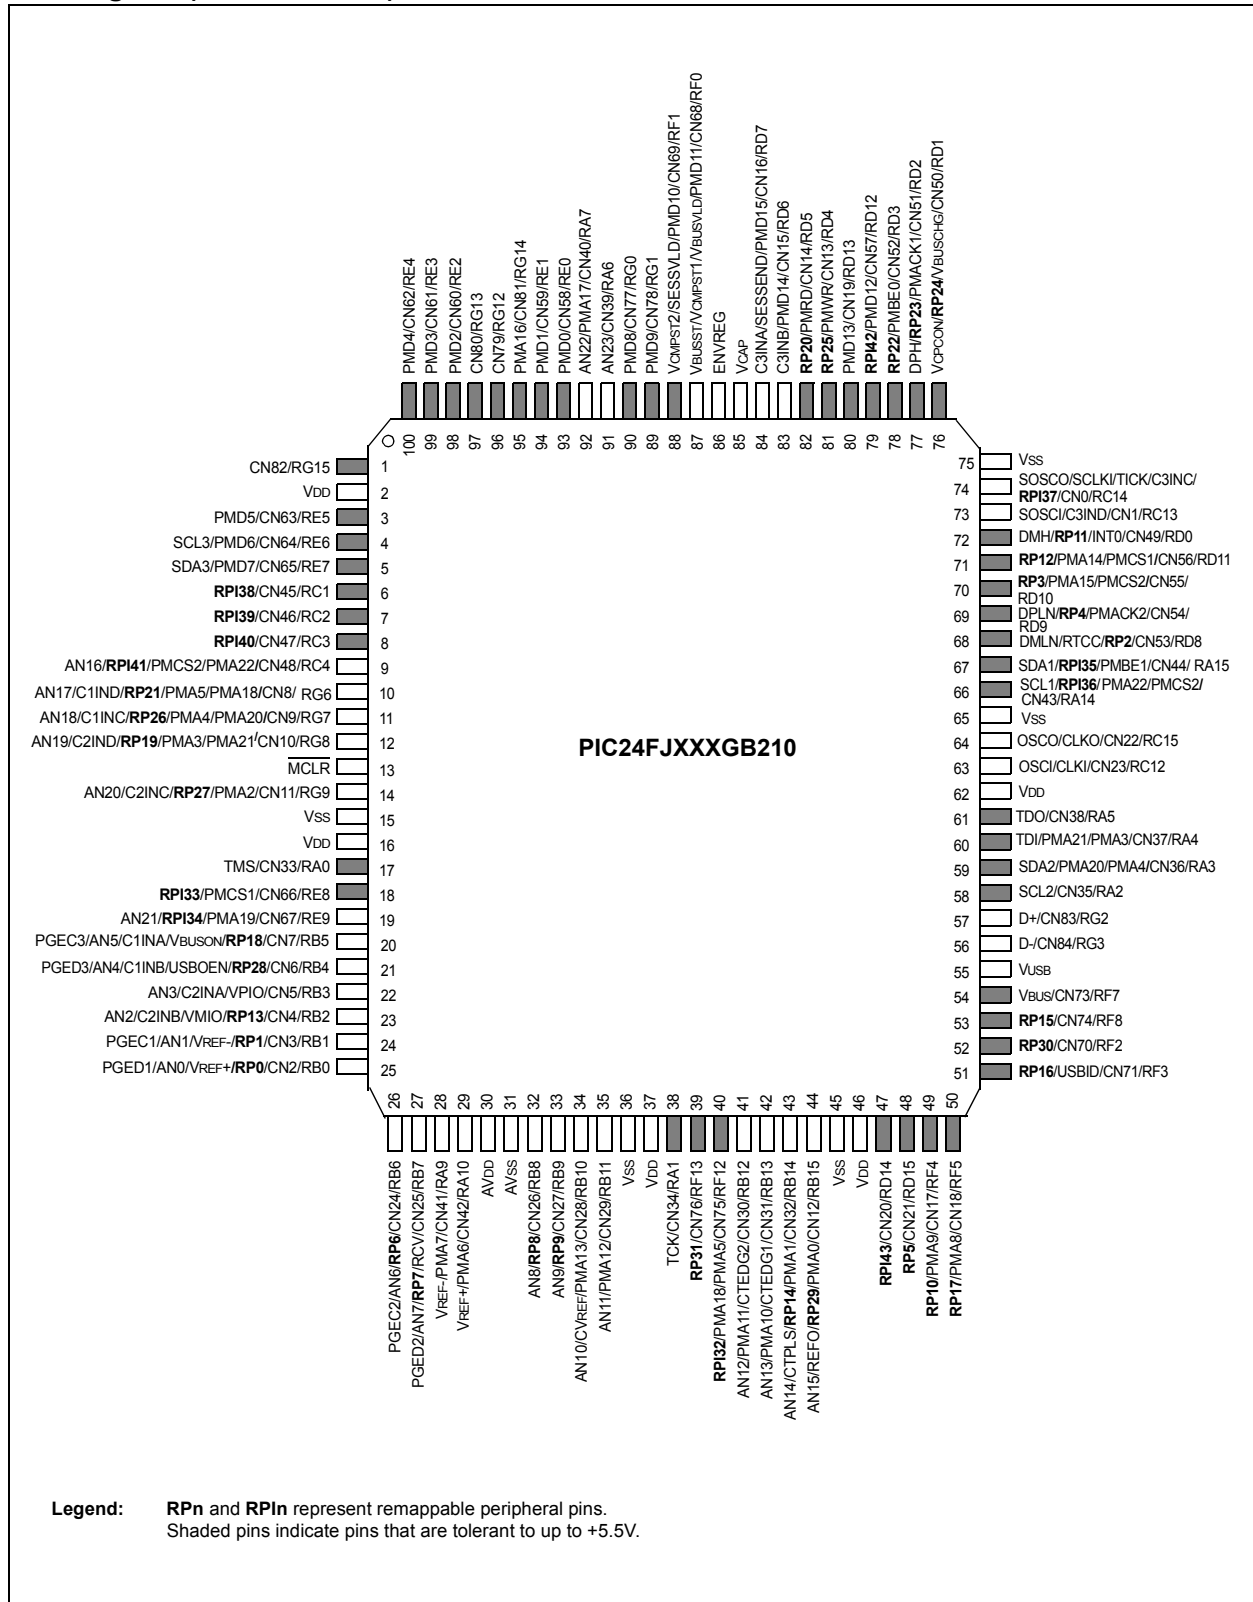 PMD4/CN62/RE4
PMD3/CN61/RE3
PMD2/CN60/RE2
CN80/RG13
CN79/RG12
PMA16/CN81/RG14
PMD1/CN59/RE1
PMD0/CN58/RE0
AN22/PMA17/CN40/RA7
AN23/CN39/RA6
PMD8/CN77/RG0
PMD9/CN78/RG1
VCMPST2/SESSVLD/PMD10/CN69/RF1
VBUSST/VCMPST1/VBUSVLD/PMD11/CN68/RF0
ENVREG
VCAP
C3INA/SESSEND/PMD15/CN16/RD7
C3INB/PMD14/CN15/RD6
RP20/PMRD/CN14/RD5
RP25/PMWR/CN13/RD4
PMD13/CN19/RD13
RPI42/PMD12/CN57/RD12
RP22/PMBE0/CN52/RD3
DPH/RP23/PMACK1/CN51/RD2
VCPCON/RP24/VBUSCHG/CN50/RD1
100
99
98
97
96
95
94
93
92
91
90
89
88
87
86
85
84
83
82
81
80
79
78
77
76
CN82/RG15 1
VDD 2
PMD5/CN63/RE5 3
SCL3/PMD6/CN64/RE6 4
SDA3/PMD7/CN65/RE7 5
RPI38/CN45/RC1 6
RPI39/CN46/RC2 7
RPI40/CN47/RC3 8
AN16/RPI41/PMCS2/PMA22/CN48/RC4 9
AN17/C1IND/RP21/PMA5/PMA18/CN8/ RG6 10
AN18/C1INC/RP26/PMA4/PMA20/CN9/RG7 11
AN19/C2IND/RP19/PMA3/PMA21/CN10/RG8 12
MCLR 13
AN20/C2INC/RP27/PMA2/CN11/RG9 14
VSS 15
VDD 16
TMS/CN33/RA0 17
RPI33/PMCS1/CN66/RE8 18
AN21/RPI34/PMA19/CN67/RE9 19
PGEC3/AN5/C1INA/VBUSON/RP18/CN7/RB5 20
PGED3/AN4/C1INB/USBOEN/RP28/CN6/RB4 21
AN3/C2INA/VPIO/CN5/RB3 22
AN2/C2INB/VMIO/RP13/CN4/RB2 23
PGEC1/AN1/VREF-/RP1/CN3/RB1 24
PGED1/AN0/VREF+/RP0/CN2/RB0 25
PIC24FJXXXGB210
75 VSS
74 SOSCO/SCLKI/TICK/C3INC/
RPI37/CN0/RC14
73 SOSCI/C3IND/CN1/RC13
72 DMH/RP11/INT0/CN49/RD0
71 RP12/PMA14/PMCS1/CN56/RD11
70 RP3/PMA15/PMCS2/CN55/
RD10
69 DPLN/RP4/PMACK2/CN54/
RD9
68 DMLN/RTCC/RP2/CN53/RD8
67 SDA1/RPI35/PMBE1/CN44/ RA15
66 SCL1/RPI36/PMA22/PMCS2/
CN43/RA14
65 VSS
64 OSCO/CLKO/CN22/RC15
63 OSCI/CLKI/CN23/RC12
62 VDD
61 TDO/CN38/RA5
60 TDI/PMA21/PMA3/CN37/RA4
59 SDA2/PMA20/PMA4/CN36/RA3
58 SCL2/CN35/RA2
57 D+/CN83/RG2
56 D-/CN84/RG3
55 VUSB
54 VBUS/CN73/RF7
53 RP15/CN74/RF8
52 RP30/CN70/RF2
51 RP16/USBID/CN71/RF3
26
27
28
29
30
31
32
33
34
35
36
37
38
39
40
41
42
43
44
45
46
47
48
49
50
PGEC2/AN6/RP6/CN24/RB6
PGED2/AN7/RP7/RCV/CN25/RB7
VREF-/PMA7/CN41/RA9
VREF+/PMA6/CN42/RA10
AVDD
AVSS
AN8/RP8/CN26/RB8
AN9/RP9/CN27/RB9
AN10/CVREF/PMA13/CN28/RB10
AN11/PMA12/CN29/RB11
VSS
VDD
TCK/CN34/RA1
RP31/CN76/RF13
RPI32/PMA18/PMA5/CN75/RF12
AN12/PMA11/CTEDG2/CN30/RB12
AN13/PMA10/CTEDG1/CN31/RB13
AN14/CTPLS/RP14/PMA1/CN32/RB14
AN15/REFO/RP29/PMA0/CN12/RB15
VSS
VDD
RPI43/CN20/RD14
RP5/CN21/RD15
RP10/PMA9/CN17/RF4
RP17/PMA8/CN18/RF5
Legend: RPn and RPIn represent remappable peripheral pins.
Shaded pins indicate pins that are tolerant to up to +5.5V.